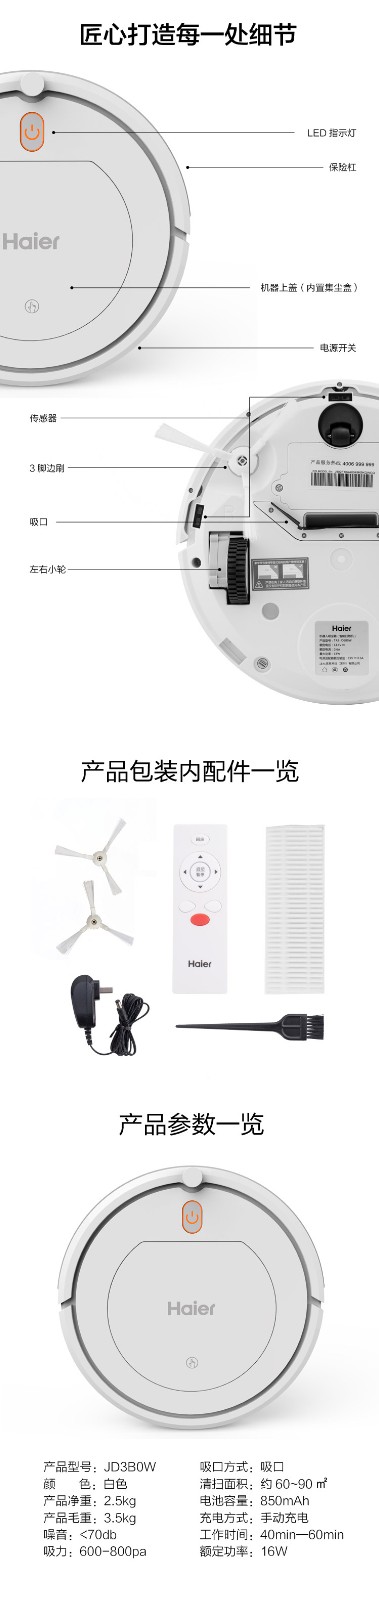 匠心打造每一处细节
LED 指示灯
保险杠
Haier
机器上盖（内置集尘盒）
电源开关
传感器
3 脚边刷
吸口
左右小轮
4006 999 999
Haier
产品包装内配件一览
Haier
产品参数一览
Haier
产品型号：JD3B0W
颜 色：白色
产品净重：2.5kg
产品毛重：3.5kg
噪音：<70db
吸力：600-800pa
吸口方式：吸口
清扫面积：约 60~90 ㎡
电池容量：850mAh
充电方式：手动充电
工作时间：40min—60min
额定功率：16W